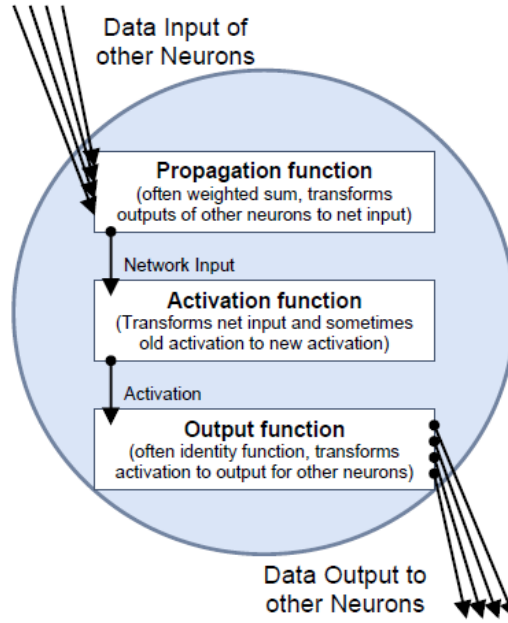 Data Input of
other Neurons
Propagation function
(often weighted sum, transforms
outputs of other neurons to net input)
Network Input
Activation function
(Transforms net input and sometimes
old activation to new activation)
Activation
Output function
(often identity function, transforms
activation to output for other neurons)
Data Output to
other Neurons